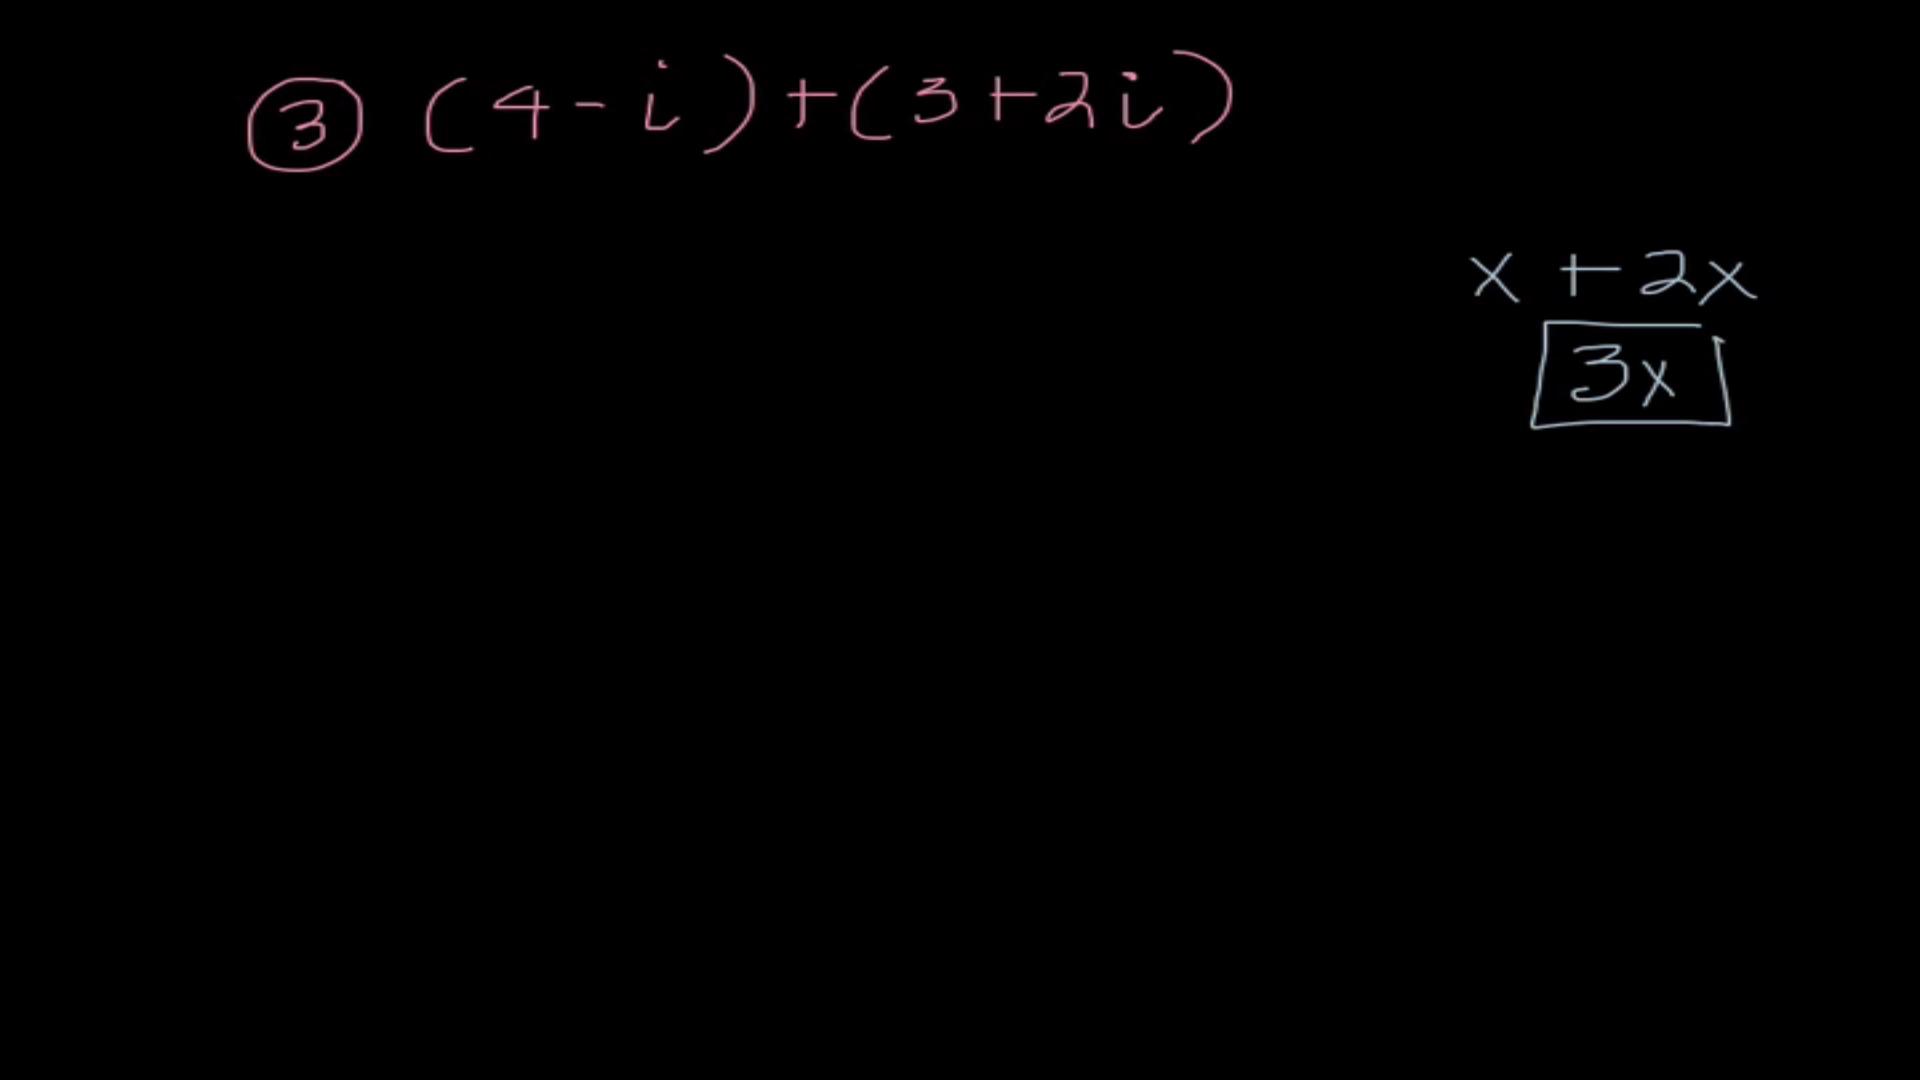 ③ (4-i)+(3+2i)
x+2x
3x